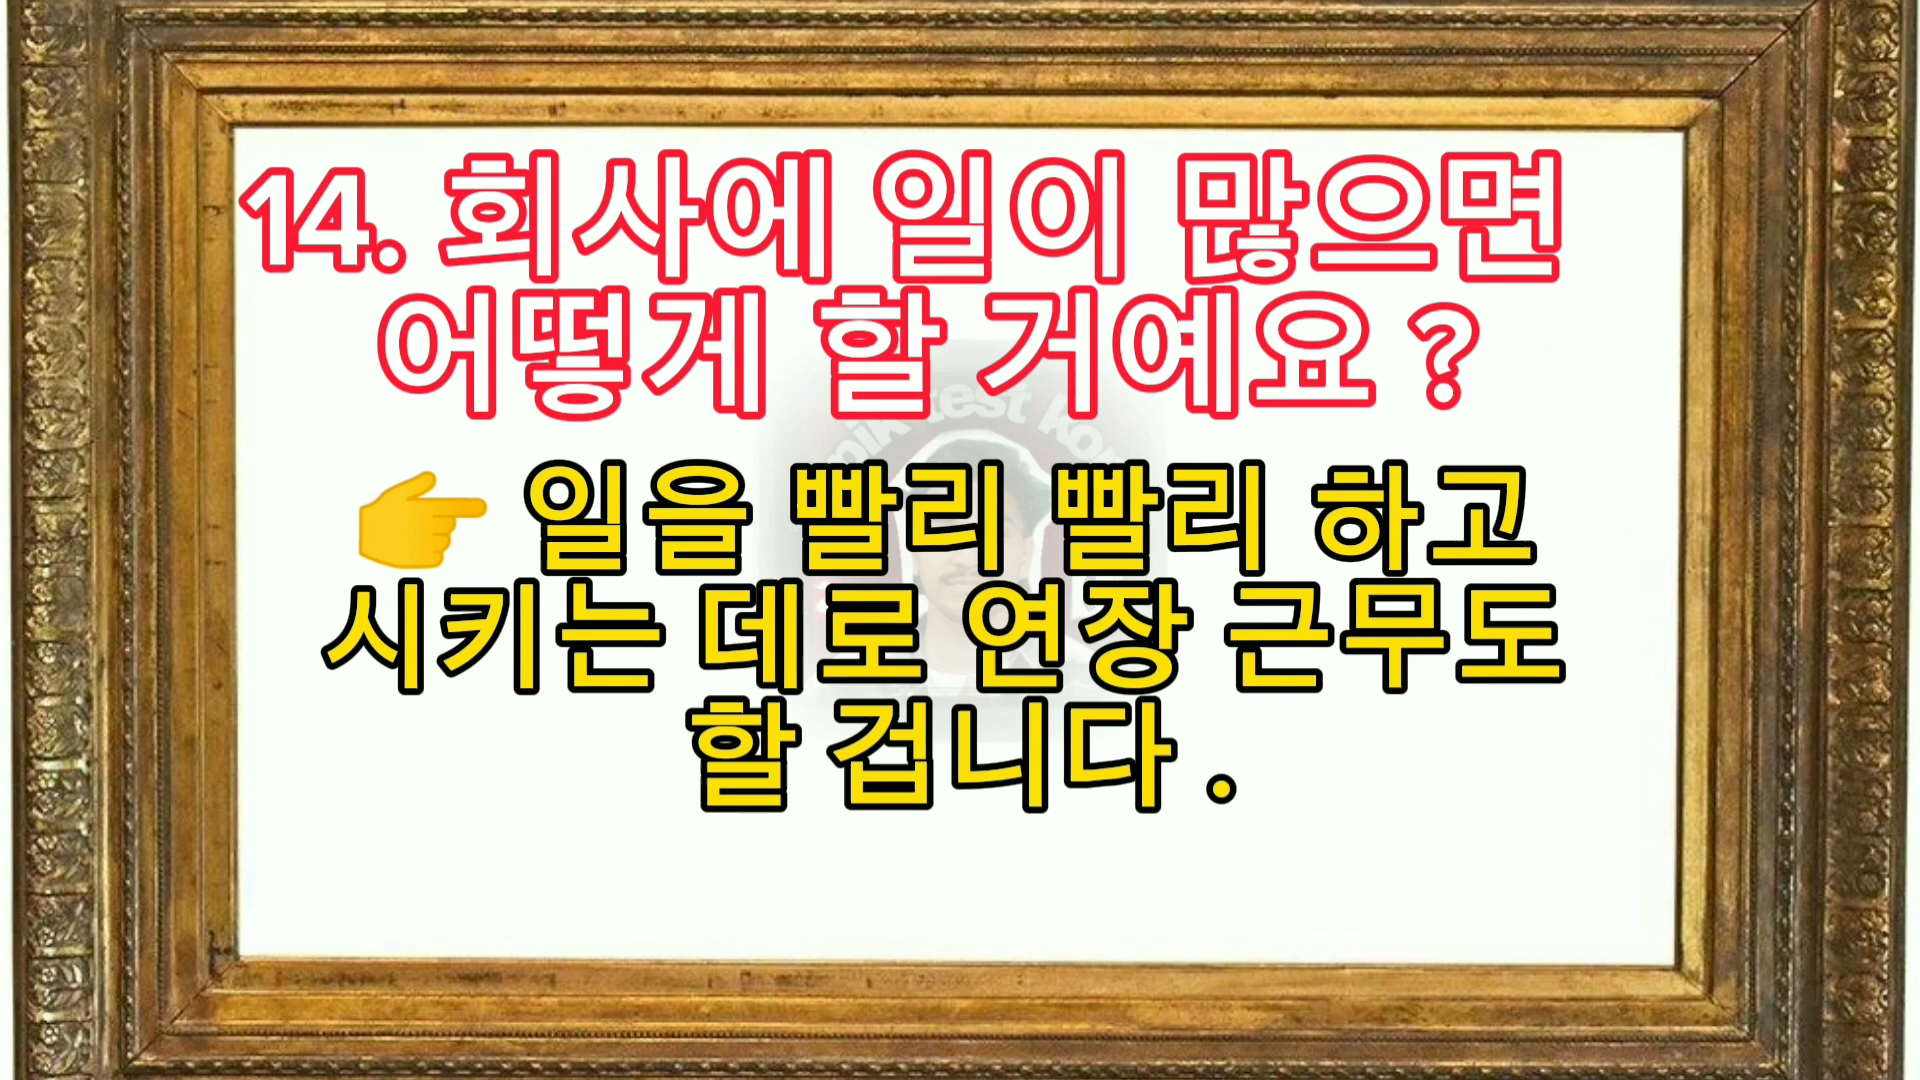 14. 회사에 일이 많으면
어떻게 할 거예요 ?
👉 일을 빨리 빨리 하고
시키는 데로 연장 근무도
할 겁니다 .
test